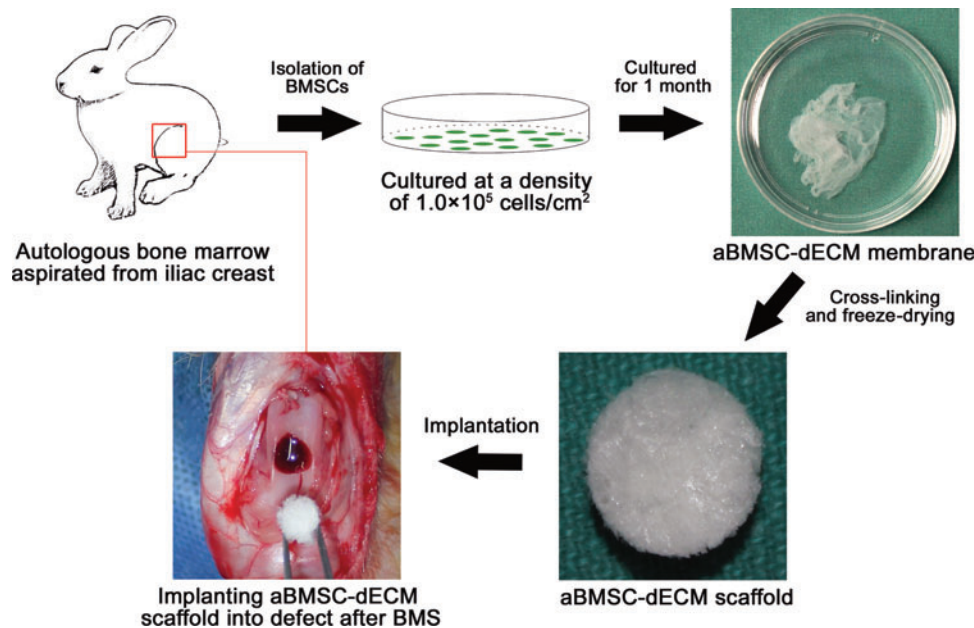 Isolation of
BMSCs
Cultured
for 1 month
Cultured at a density
of 1.0×10⁵ cells/cm²
Autologous bone marrow
aspirated from iliac creast
aBMSC-dECM membrane
Cross-linking
and freeze-drying
Implantation
aBMSC-dECM scaffold
Implanting aBMSC-dECM
scaffold into defect after BMS